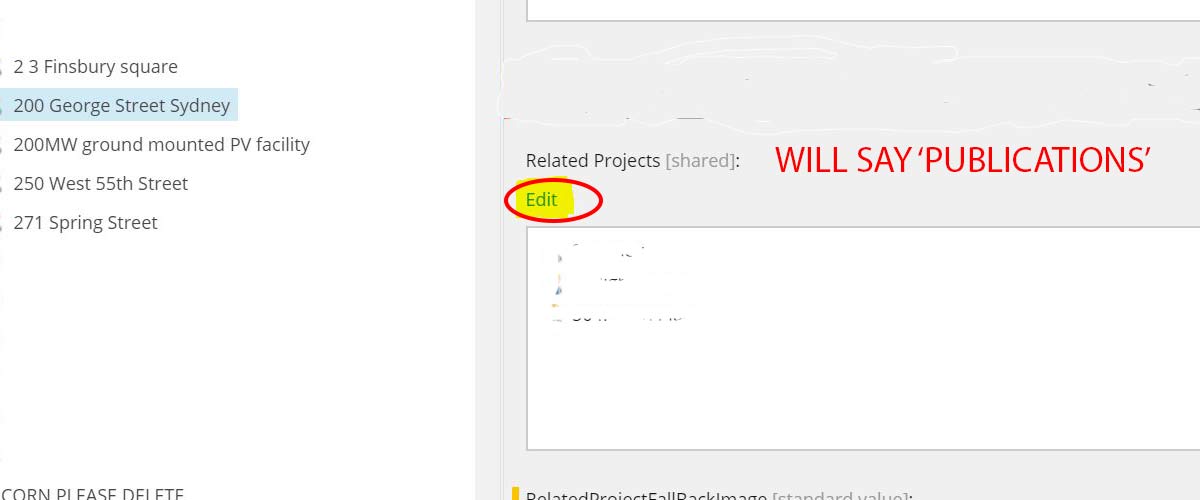 2 3 Finsbury square
200 George Street Sydney
200MW ground mounted PV facility
250 West 55th Street
271 Spring Street
CORN PLEASE DELETE
Related Projects [shared]:
WILL SAY ‘PUBLICATIONS’
Edit
RelatedProjectFallBackImage [standard value]: